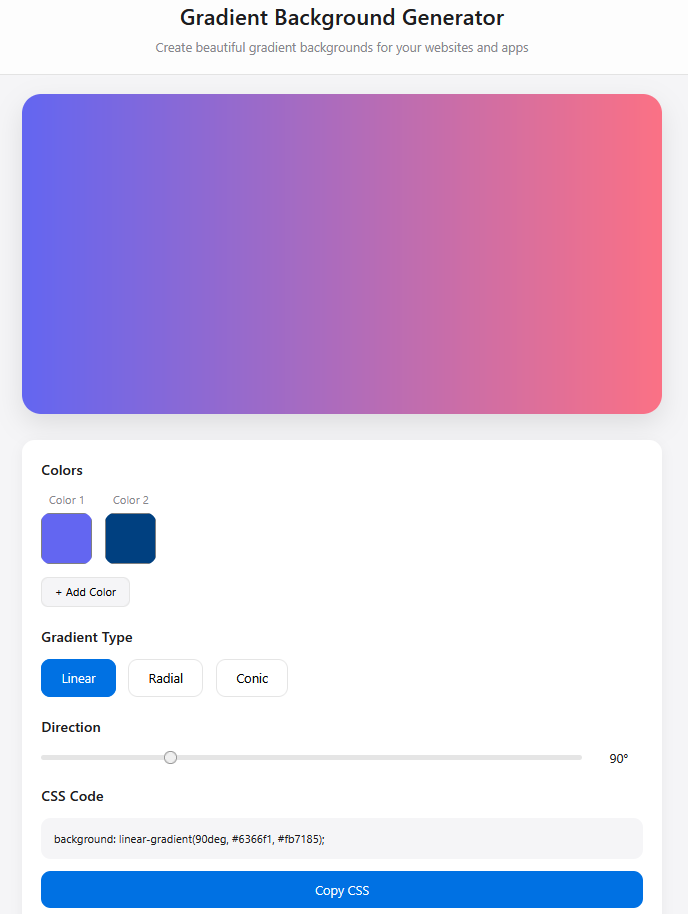 Gradient Background Generator
Create beautiful gradient backgrounds for your websites and apps
Colors
Color 1 Color 2
+ Add Color
Gradient Type
Linear Radial Conic
Direction
90°
CSS Code
background: linear-gradient(90deg, #6366f1, #fb7185);
Copy CSS